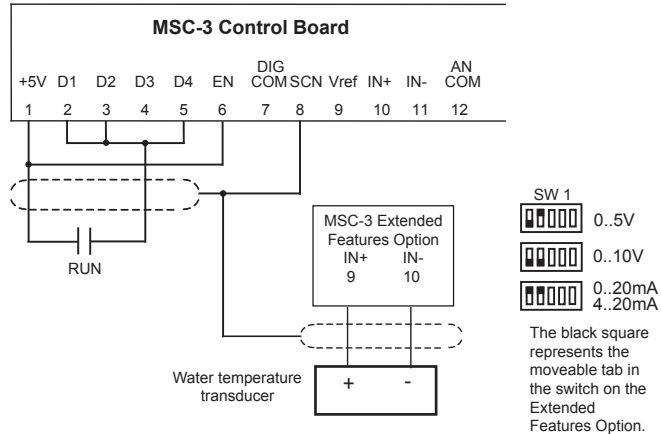 MSC-3 Control Board
+5V D1 D2 D3 D4 EN DIG COM SCN Vref IN+ IN- AN COM
1 2 3 4 5 6 7 8 9 10 11 12
RUN
MSC-3 Extended
Features Option
IN+ IN-
9 10
Water temperature
transducer
+ -
SW 1
0..5V
0..10V
0..20mA
4..20mA
The black square
represents the
moveable tab in
the switch on the
Extended
Features Option.